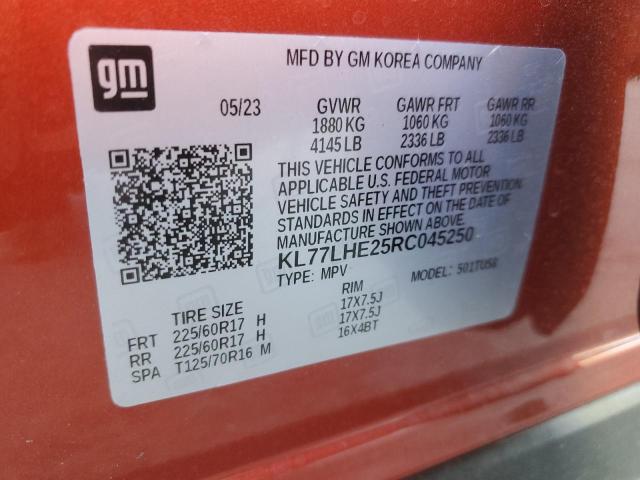 gm
MFD BY GM KOREA COMPANY
05/23 GVWR GAWR FRT GAWR RR
1880 KG 1060 KG 1060 KG
4145 LB 2336 LB 2336 LB
THIS VEHICLE CONFORMS TO ALL
APPLICABLE U.S. FEDERAL MOTOR
VEHICLE SAFETY AND THEFT PREVENTION
STANDARDS IN EFFECT ON THE DATE OF
MANUFACTURE SHOWN ABOVE.
KL77LHE25RC045250
TYPE: MPV MODEL: 501TUS8
TIRE SIZE RIM
FRT 225/60R17 H 17X7.5J
RR 225/60R17 H 17X7.5J
SPA T125/70R16 M 16X4BT